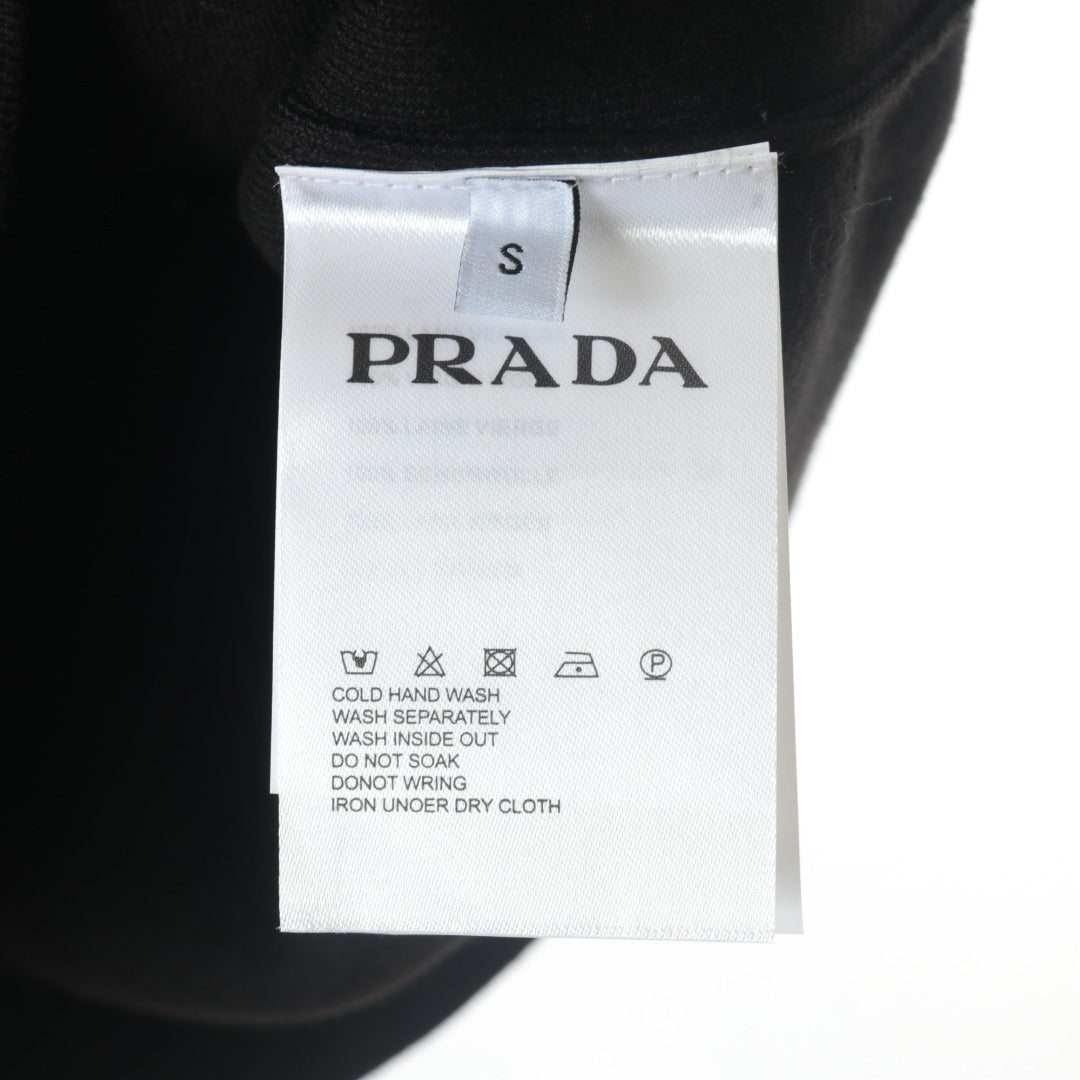 S
PRADA
P
COLD HAND WASH
WASH SEPARATELY
WASH INSIDE OUT
DO NOT SOAK
DONOT WRING
IRON UNOER DRY CLOTH